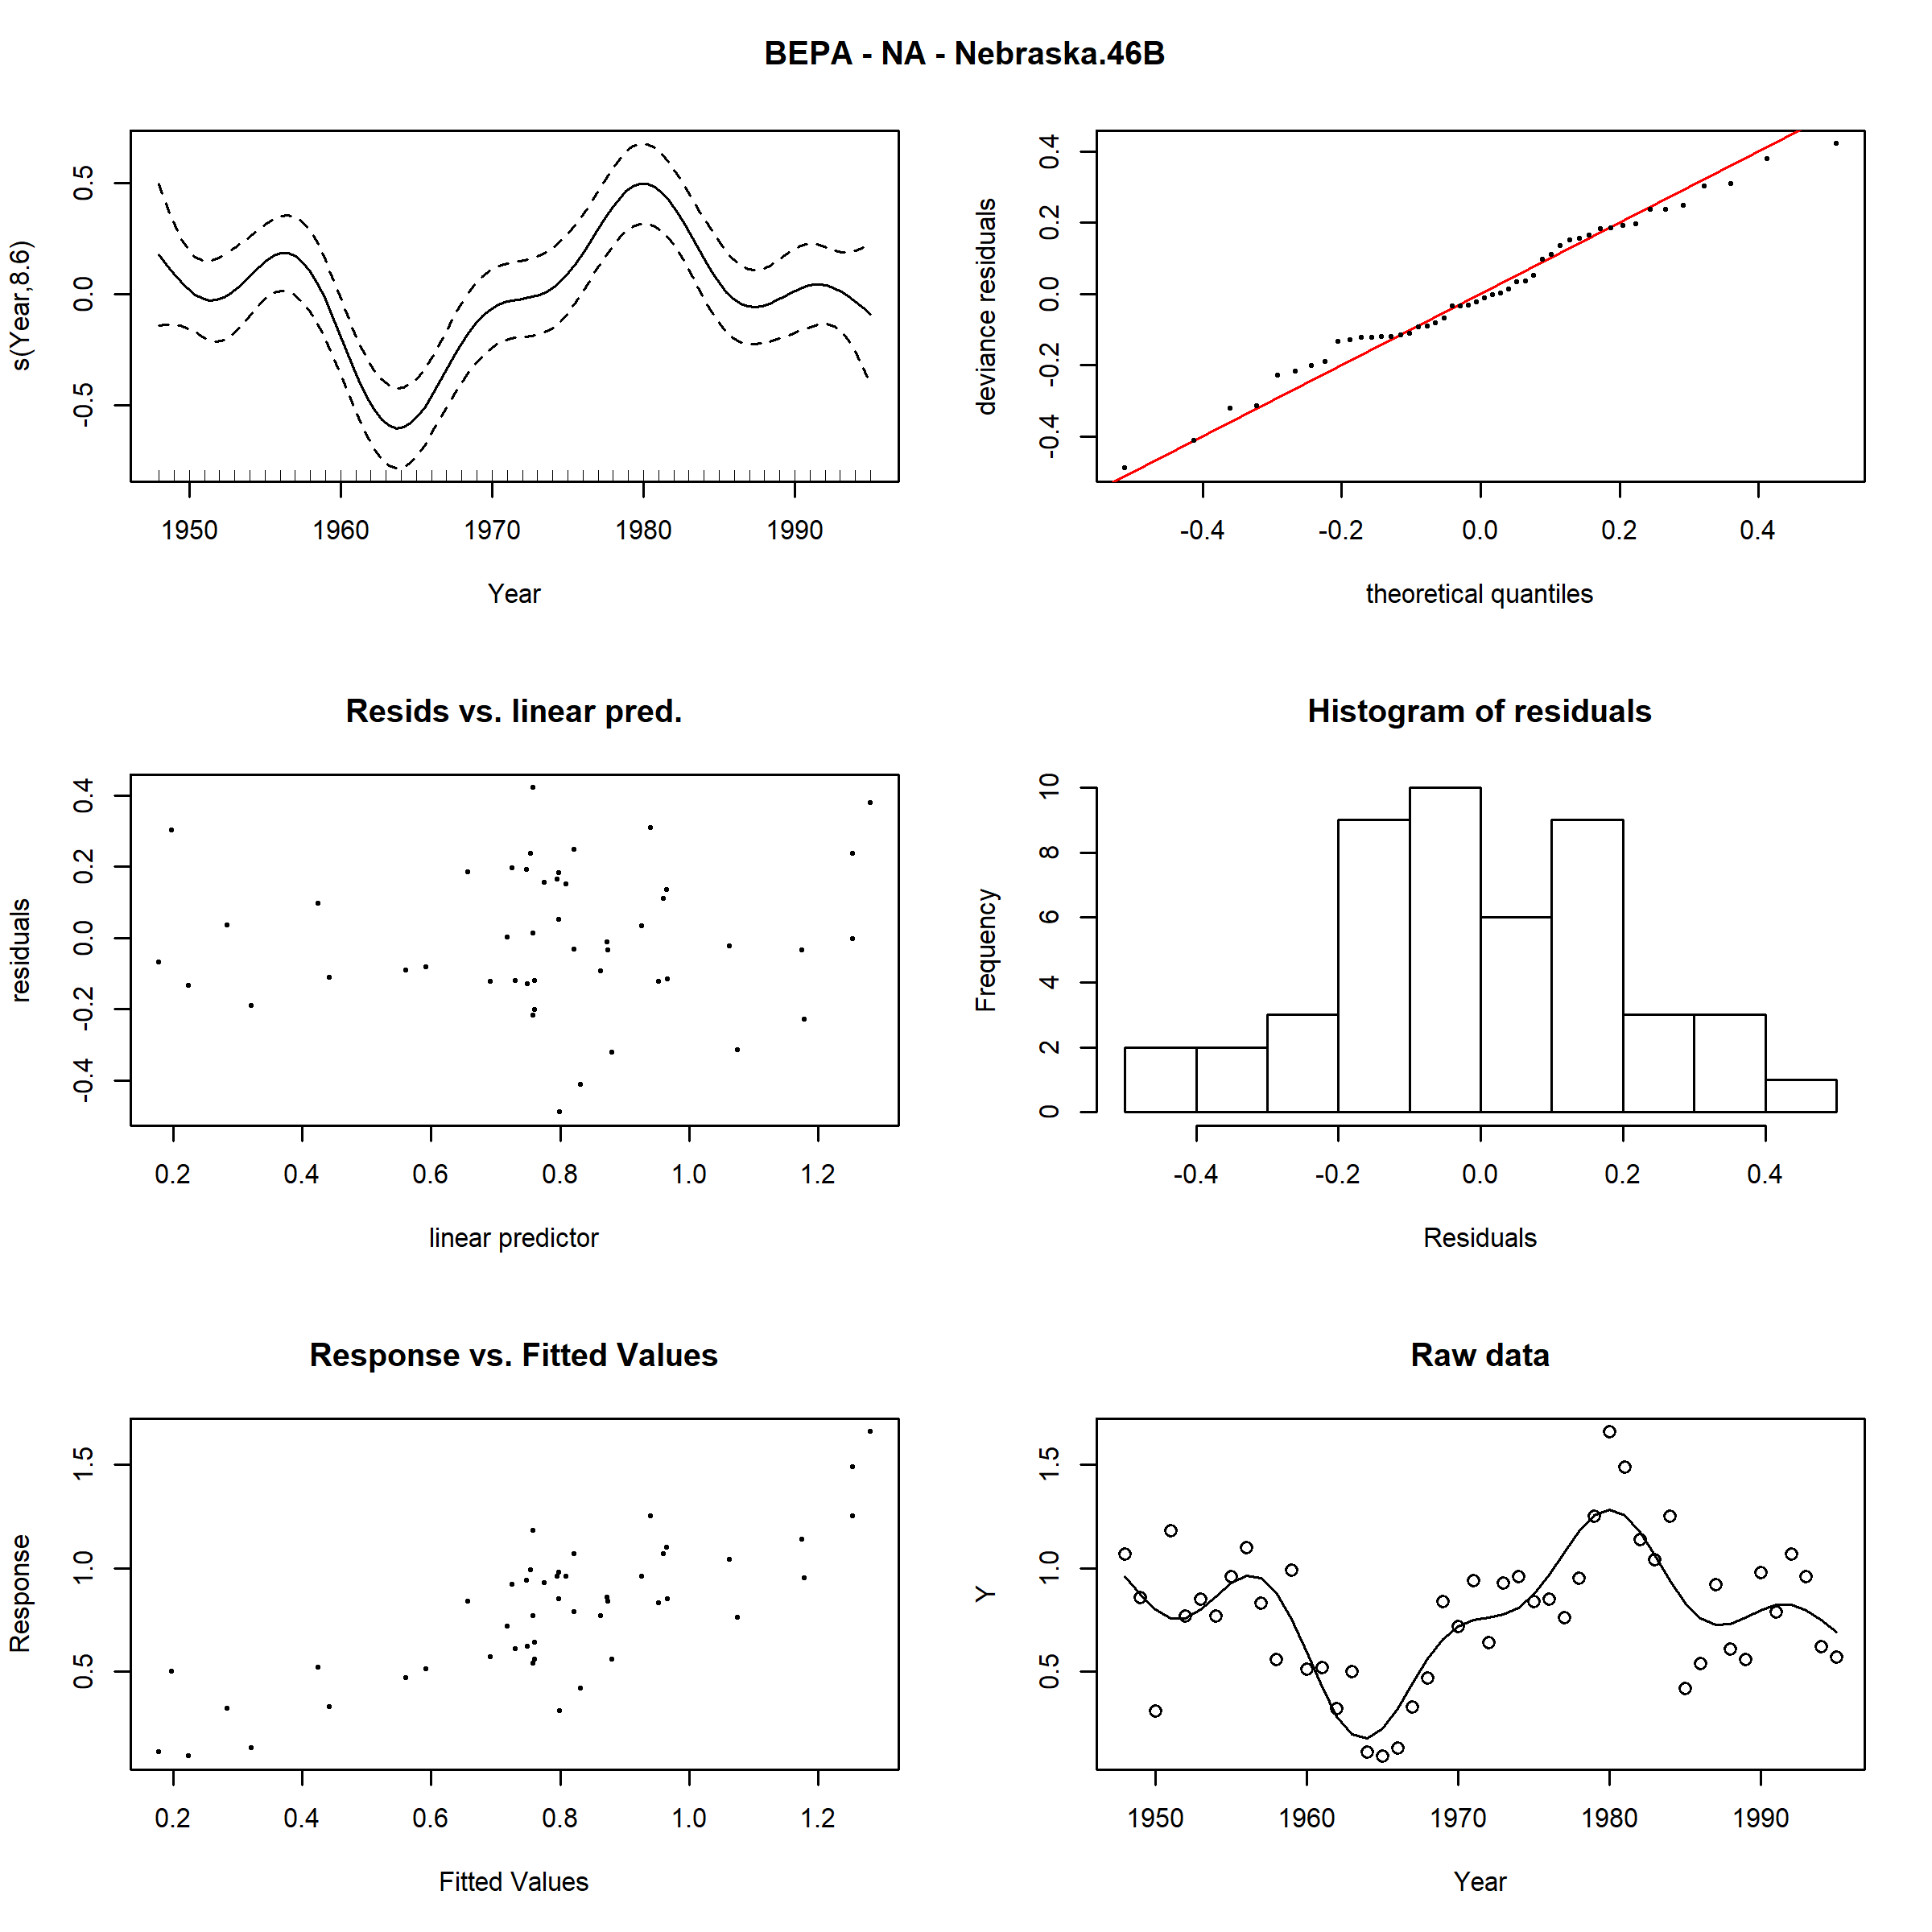 BEPA - NA - Nebraska.46B
s(Year,8.6)
0.5
0.0
-0.5
1950 1960 1970 1980 1990
Year
deviance residuals
0.4
0.2
0.0
-0.2
-0.4
-0.4 -0.2 0.0 0.2 0.4
theoretical quantiles
Resids vs. linear pred.
residuals
0.4
0.2
0.0
-0.2
-0.4
0.2 0.4 0.6 0.8 1.0 1.2
linear predictor
Histogram of residuals
Frequency
10
8
6
4
2
0
-0.4 -0.2 0.0 0.2 0.4
Residuals
Response vs. Fitted Values
Response
1.5
1.0
0.5
0.2 0.4 0.6 0.8 1.0 1.2
Fitted Values
Raw data
Y
1.5
1.0
0.5
1950 1960 1970 1980 1990
Year